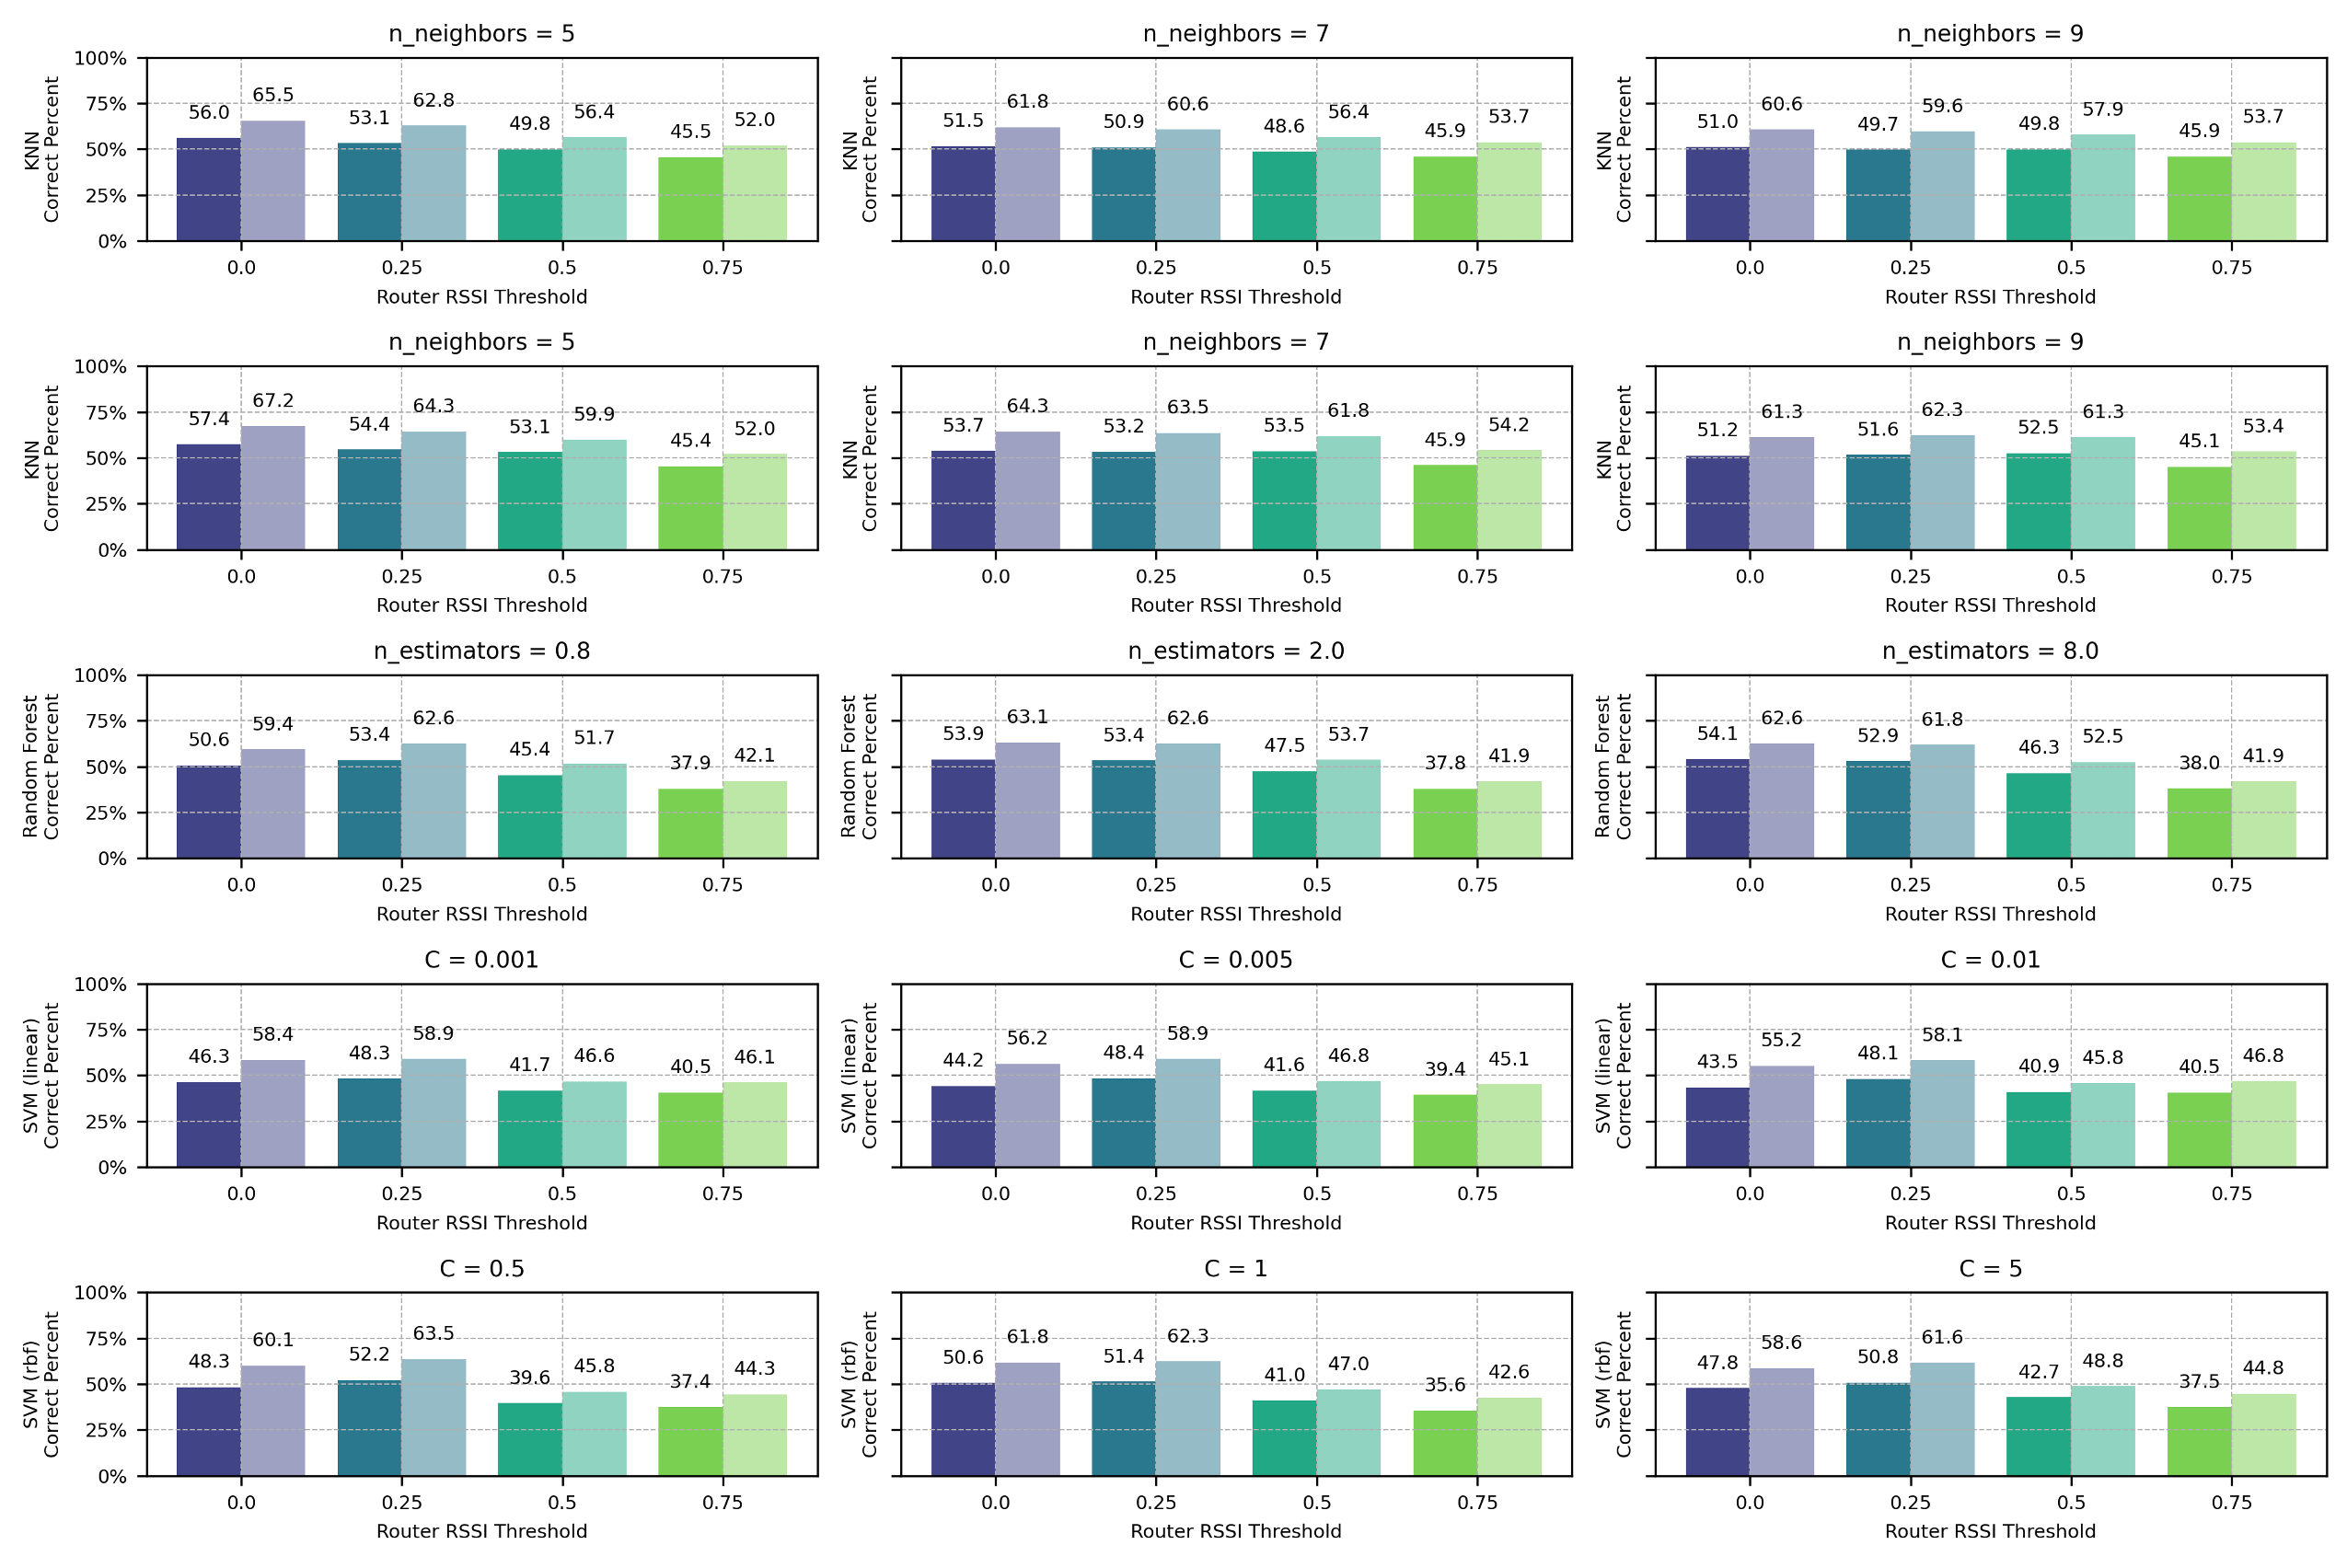 n_neighbors = 5
KNN
Correct Percent
100%
75%
50%
25%
0%
56.0 65.5 53.1 62.8 49.8 56.4 45.5 52.0
0.0 0.25 0.5 0.75
Router RSSI Threshold
n_neighbors = 7
KNN
Correct Percent
51.5 61.8 50.9 60.6 48.6 56.4 45.9 53.7
0.0 0.25 0.5 0.75
Router RSSI Threshold
n_neighbors = 9
KNN
Correct Percent
51.0 60.6 49.7 59.6 49.8 57.9 45.9 53.7
0.0 0.25 0.5 0.75
Router RSSI Threshold
n_neighbors = 5
KNN
Correct Percent
100%
75%
50%
25%
0%
57.4 67.2 54.4 64.3 53.1 59.9 45.4 52.0
0.0 0.25 0.5 0.75
Router RSSI Threshold
n_neighbors = 7
KNN
Correct Percent
53.7 64.3 53.2 63.5 53.5 61.8 45.9 54.2
0.0 0.25 0.5 0.75
Router RSSI Threshold
n_neighbors = 9
KNN
Correct Percent
51.2 61.3 51.6 62.3 52.5 61.3 45.1 53.4
0.0 0.25 0.5 0.75
Router RSSI Threshold
n_estimators = 0.8
Random Forest
Correct Percent
100%
75%
50%
25%
0%
50.6 59.4 53.4 62.6 45.4 51.7 37.9 42.1
0.0 0.25 0.5 0.75
Router RSSI Threshold
n_estimators = 2.0
Random Forest
Correct Percent
53.9 63.1 53.4 62.6 47.5 53.7 37.8 41.9
0.0 0.25 0.5 0.75
Router RSSI Threshold
n_estimators = 8.0
Random Forest
Correct Percent
54.1 62.6 52.9 61.8 46.3 52.5 38.0 41.9
0.0 0.25 0.5 0.75
Router RSSI Threshold
C = 0.001
SVM (linear)
Correct Percent
100%
75%
50%
25%
0%
46.3 58.4 48.3 58.9 41.7 46.6 40.5 46.1
0.0 0.25 0.5 0.75
Router RSSI Threshold
C = 0.005
SVM (linear)
Correct Percent
44.2 56.2 48.4 58.9 41.6 46.8 39.4 45.1
0.0 0.25 0.5 0.75
Router RSSI Threshold
C = 0.01
SVM (linear)
Correct Percent
43.5 55.2 48.1 58.1 40.9 45.8 40.5 46.8
0.0 0.25 0.5 0.75
Router RSSI Threshold
C = 0.5
SVM (rbf)
Correct Percent
100%
75%
50%
25%
0%
48.3 60.1 52.2 63.5 39.6 45.8 37.4 44.3
0.0 0.25 0.5 0.75
Router RSSI Threshold
C = 1
SVM (rbf)
Correct Percent
50.6 61.8 51.4 62.3 41.0 47.0 35.6 42.6
0.0 0.25 0.5 0.75
Router RSSI Threshold
C = 5
SVM (rbf)
Correct Percent
47.8 58.6 50.8 61.6 42.7 48.8 37.5 44.8
0.0 0.25 0.5 0.75
Router RSSI Threshold